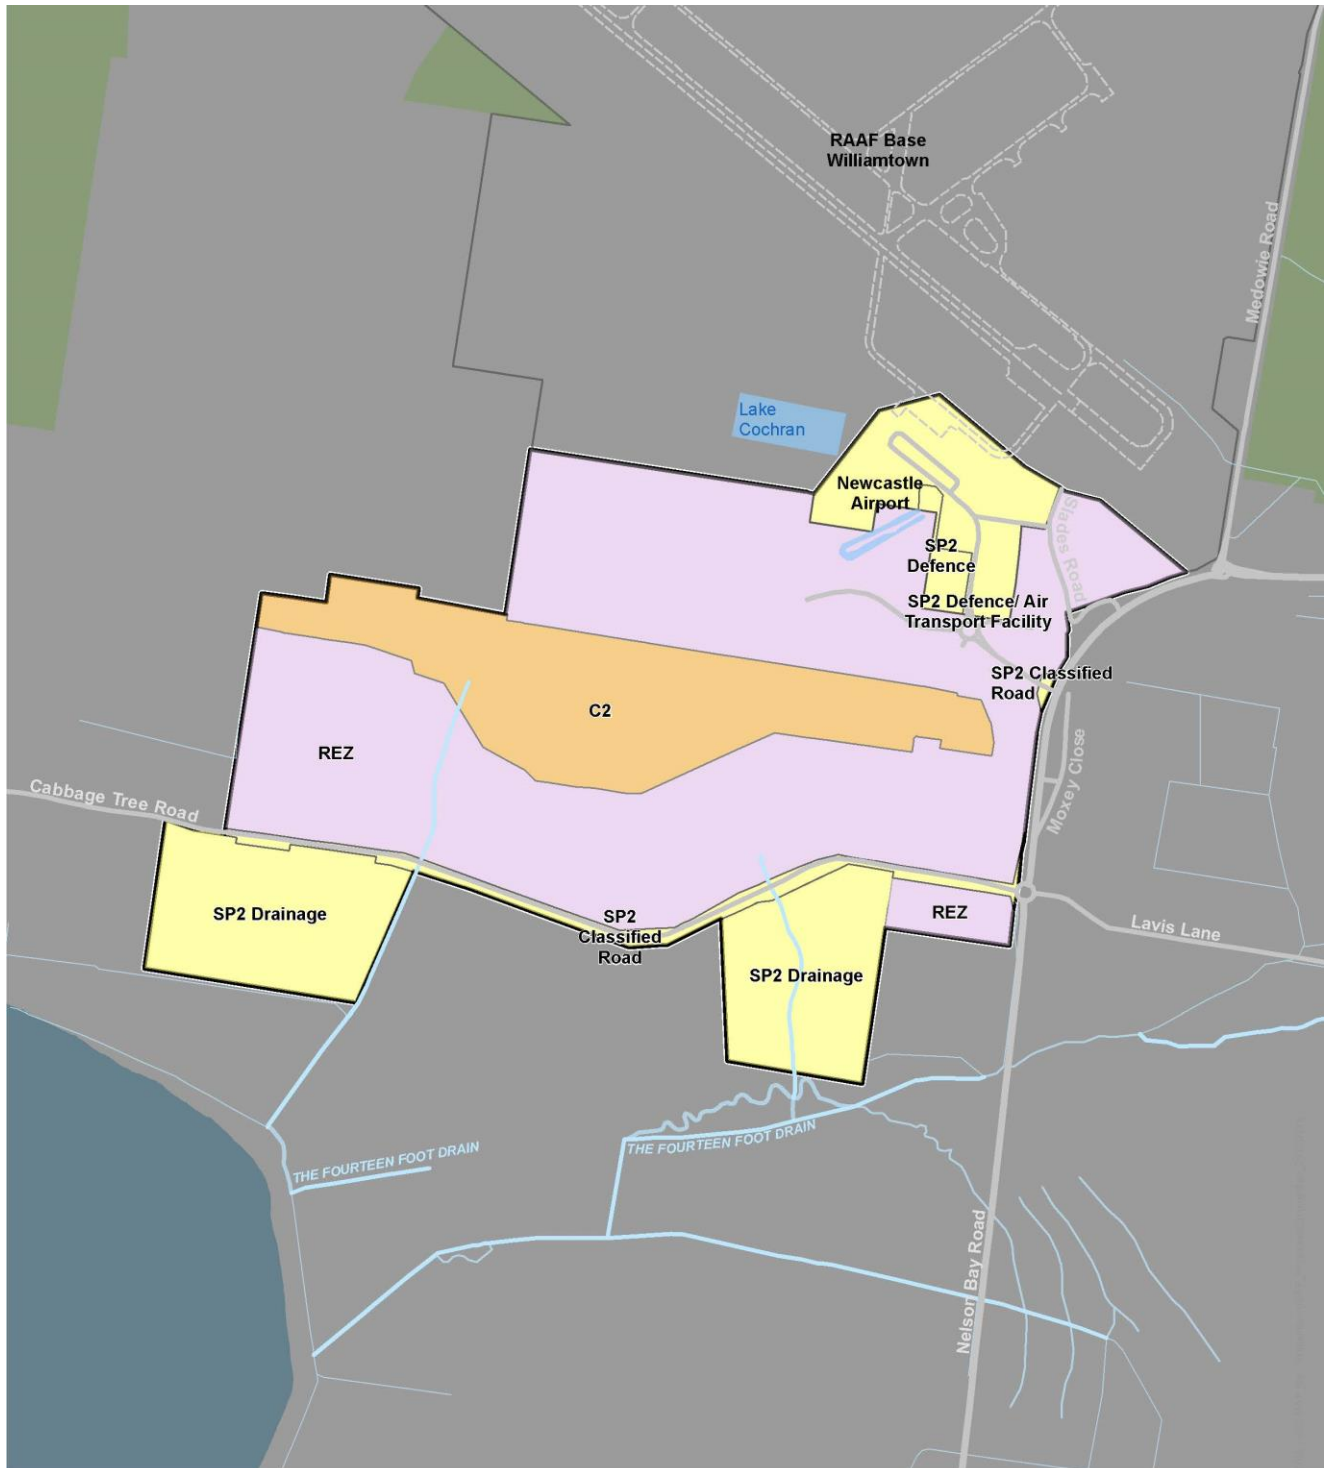 RAAF Base
Williamtown
Medowie Road
Lake
Cochran
Newcastle
Airport
Slades Road
SP2
Defence
SP2 Defence/ Air
Transport Facility
SP2 Classified
Road
C2
REZ
Moxey Close
Cabbage Tree Road
SP2 Drainage
SP2
Classified
Road
REZ
Lavis Lane
SP2 Drainage
THE FOURTEEN FOOT DRAIN
THE FOURTEEN FOOT DRAIN
Nelson Bay Road